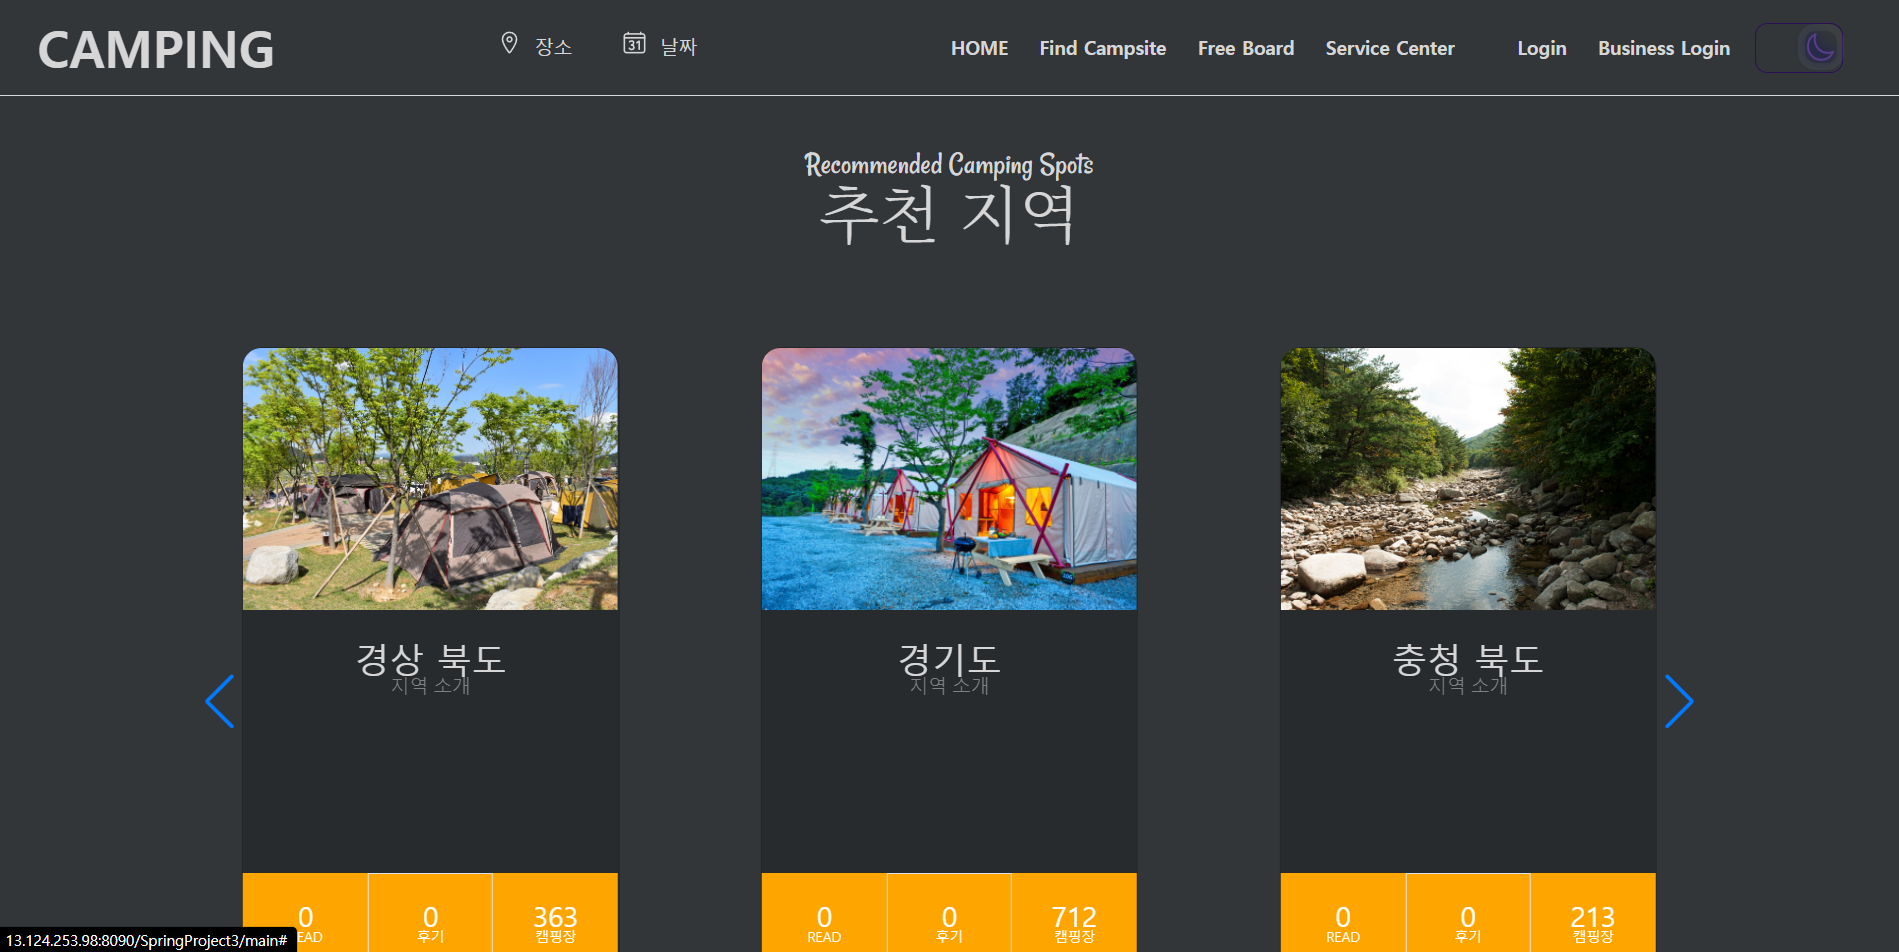 CAMPING
장소
날짜
HOME
Find Campsite
Free Board
Service Center
Login
Business Login
31
Recommended Camping Spots
추천 지역
경상 북도
지역 소개
경기도
지역 소개
충청 북도
지역 소개
0
EAD
0
후기
363
캠핑장
0
READ
0
후기
712
캠핑장
0
READ
0
후기
213
캠핑장
13.124.253.98:8090/SpringProject3/main#